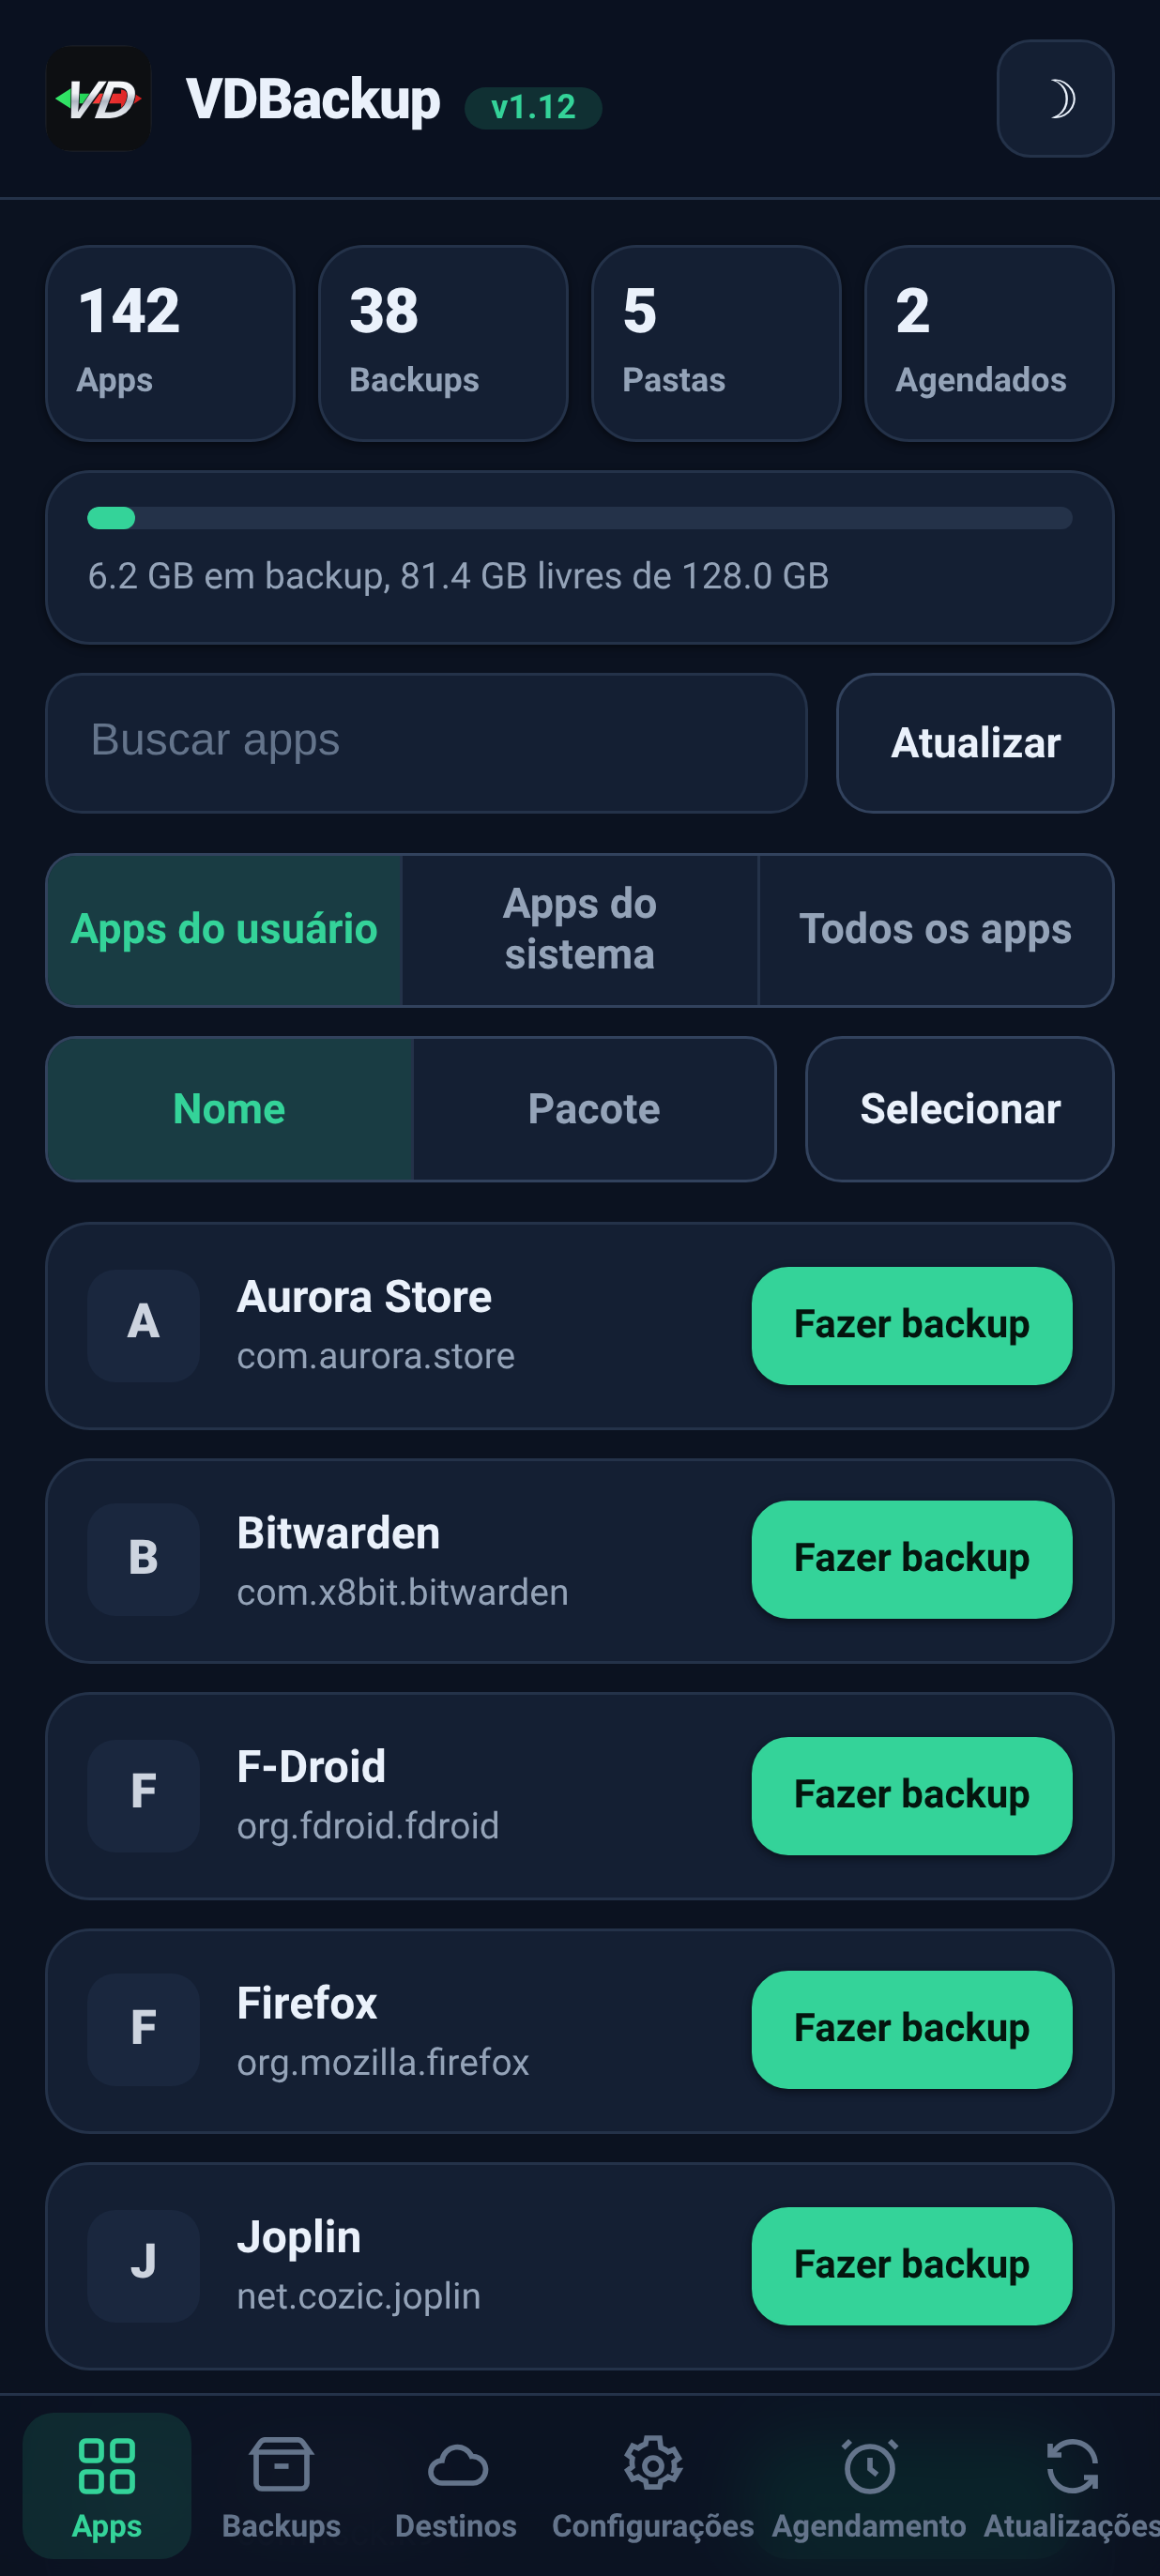 VD
VDBackup v1.12
142
Apps
38
Backups
5
Pastas
2
Agendados
6.2 GB em backup, 81.4 GB livres de 128.0 GB
Buscar apps
Atualizar
Apps do usuário
Apps do
sistema
Todos os apps
Nome
Pacote
Selecionar
A
Aurora Store
com.aurora.store
Fazer backup
B
Bitwarden
com.x8bit.bitwarden
Fazer backup
F
F-Droid
org.fdroid.fdroid
Fazer backup
F
Firefox
org.mozilla.firefox
Fazer backup
J
Joplin
net.cozic.joplin
Fazer backup
Apps
Backups
Destinos
Configurações
Agendamento
Atualizações